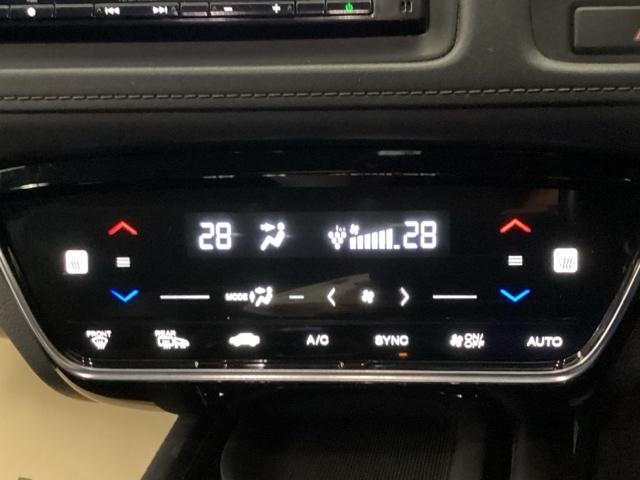 28 28
MODE
FRONT REAR A/C SYNC ON/OFF AUTO